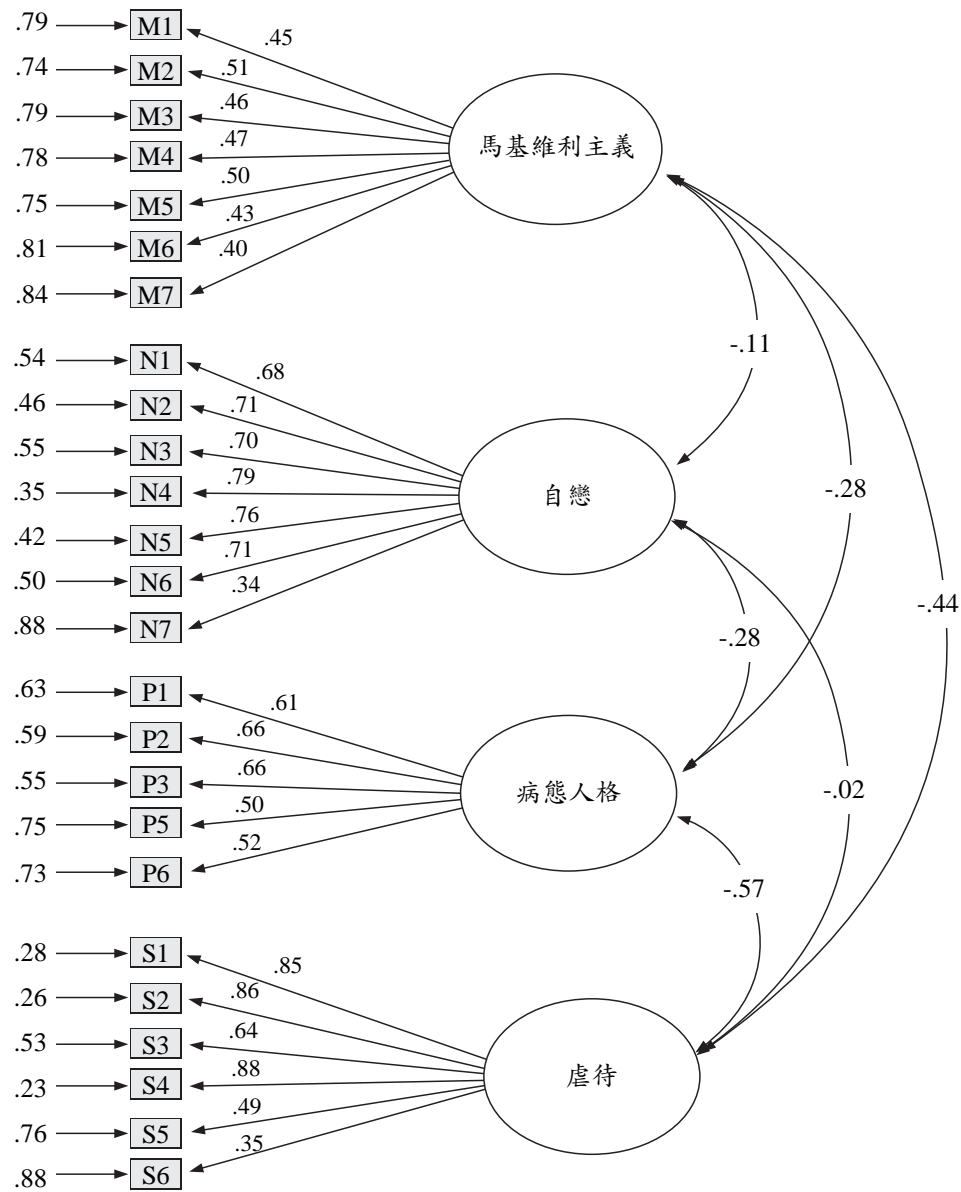 .79 M1 .45
.74 M2 .51
.79 M3 .46
.78 M4 .47
.75 M5 .50
.81 M6 .43
.84 M7 .40
馬基維利主義
-.11
.54 N1 .68
.46 N2 .71
.55 N3 .70
.35 N4 .79
.42 N5 .76
.50 N6 .71
.88 N7 .34
自戀
-.28
-.28
-.44
.63 P1 .61
.59 P2 .66
.55 P3 .66
.75 P5 .50
.73 P6 .52
病態人格
-.02
-.57
.28 S1 .85
.26 S2 .86
.53 S3 .64
.23 S4 .88
.76 S5 .49
.88 S6 .35
虐待